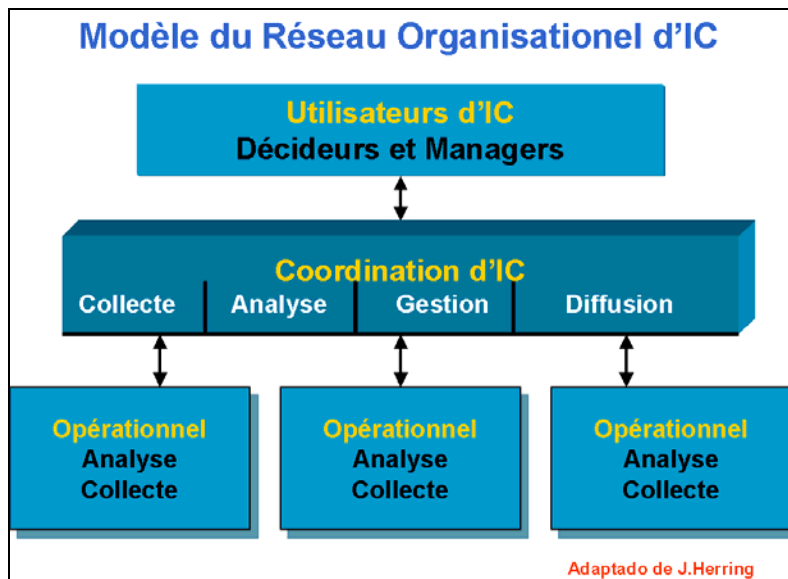 Modèle du Réseau Organisationel d'IC
Utilisateurs d'IC
Décideurs et Managers
Coordination d'IC
Collecte Analyse Gestion Diffusion
Opérationnel
Analyse
Collecte
Opérationnel
Analyse
Collecte
Opérationnel
Analyse
Collecte
Adaptado de J.Herring